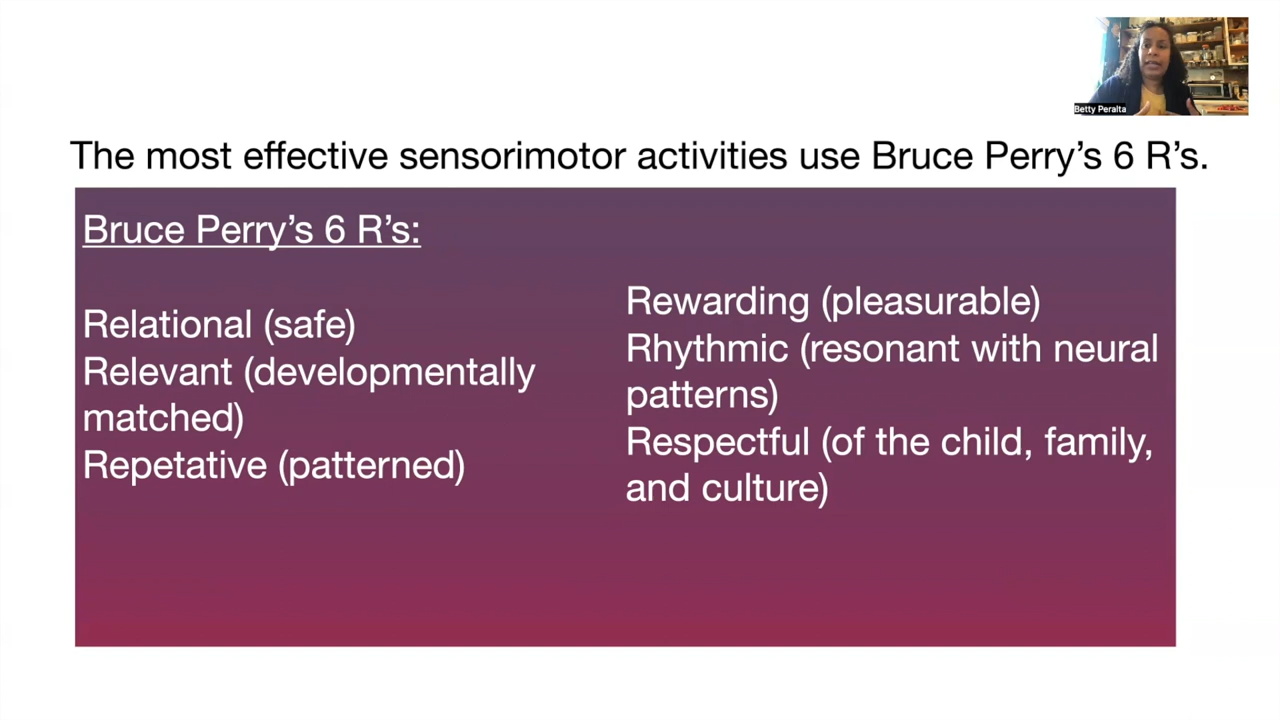 Betty Peralta
The most effective sensorimotor activities use Bruce Perry’s 6 R’s.
Bruce Perry’s 6 R’s:
Relational (safe)
Relevant (developmentally
matched)
Repetative (patterned)
Rewarding (pleasurable)
Rhythmic (resonant with neural
patterns)
Respectful (of the child, family,
and culture)